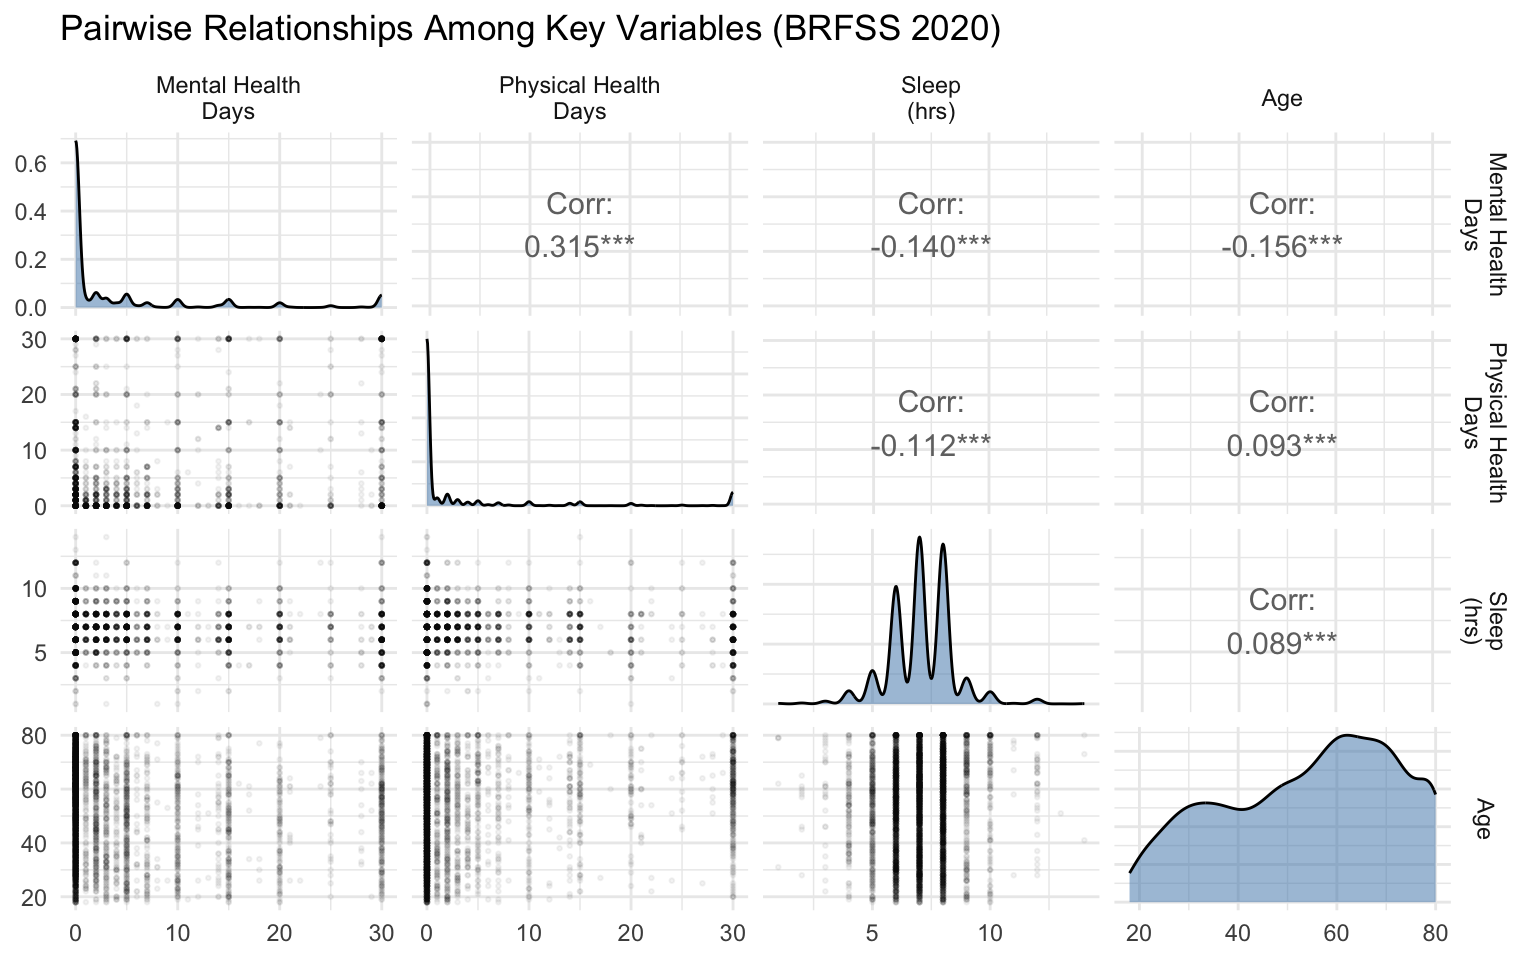 Pairwise Relationships Among Key Variables (BRFSS 2020)
Mental Health
Days
Physical Health
Days
Sleep
(hrs)
Age
0.6
0.4
0.2
0.0
Corr:
0.315***
Corr:
-0.140***
Corr:
-0.156***
Mental Health
Days
30
20
10
0
Corr:
-0.112***
Corr:
0.093***
Physical Health
Days
10
5
Corr:
0.089***
Sleep
(hrs)
80
60
40
20
Age
0
10
20
30
0
10
20
30
5
10
20
40
60
80